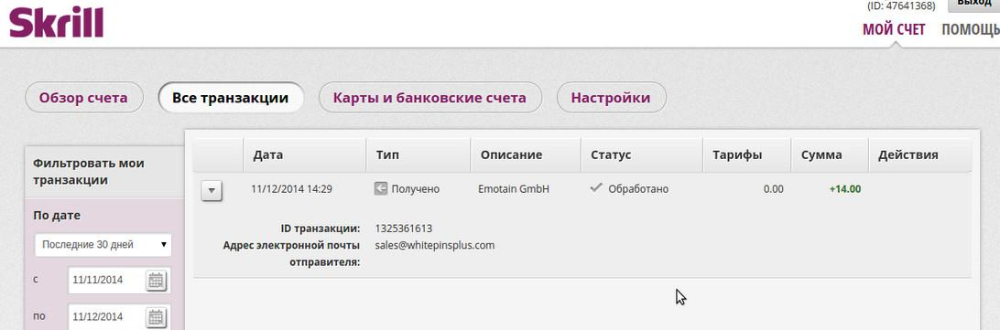 Skrill
(ID: 47641368)
Выход
МОЙ СЧЕТ ПОМОЩЬ
Обзор счета Все транзакции Карты и банковские счета Настройки
Фильтровать мои
транзакции
По дате
Последние 30 дней
с 11/11/2014
по 11/12/2014
Дата Тип Описание Статус Тарифы Сумма Действия
11/12/2014 14:29 Получено Emotain GmbH Обработано 0.00 +14.00
ID транзакции: 1325361613
Адрес электронной почты sales@whitepinsplus.com
отправителя: